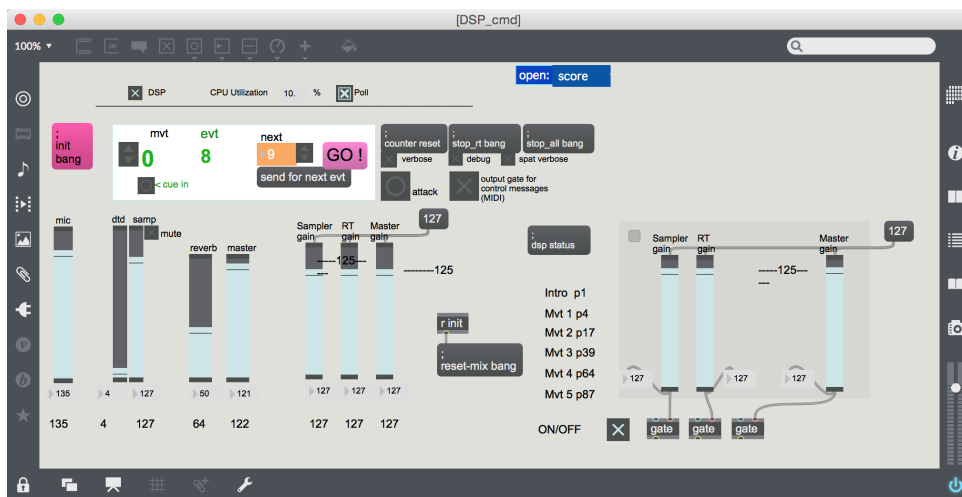 [DSP_cmd]
100% ▼
open: score
DSP
CPU Utilization 10. %
Poll
;
init
bang
mvt evt next
0 8 9 GO !
< cue in
send for next evt
;
counter reset
;
stop_rt bang
;
stop_all bang
verbose debug spat verbose
attack
output gate for
control messages
(MIDI)
mic dtd samp
mute
reverb master
Sampler
gain
RT
gain
Master
gain
127
-----125---
---
--------125
;
dsp status
Sampler
gain
RT
gain
Master
gain
127
-----125---
---
Intro p1
Mvt 1 p4
Mvt 2 p17
Mvt 3 p39
Mvt 4 p64
Mvt 5 p87
r init
;
reset-mix bang
135 4 127 50 121 127 127 127
127 127 127
135 4 127 64 122 127 127 127
ON/OFF
gate gate gate